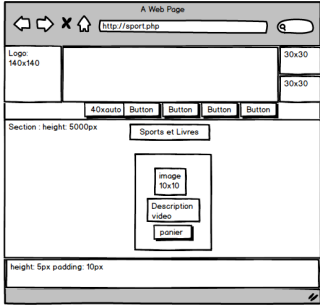 A Web Page
http://sport.php
Logo:
140x140
30x30
30x30
40xauto Button Button Button Button
Section : height: 5000px
Sports et Livres
image
10x10
Description
video
panier
height: 5px padding: 10px